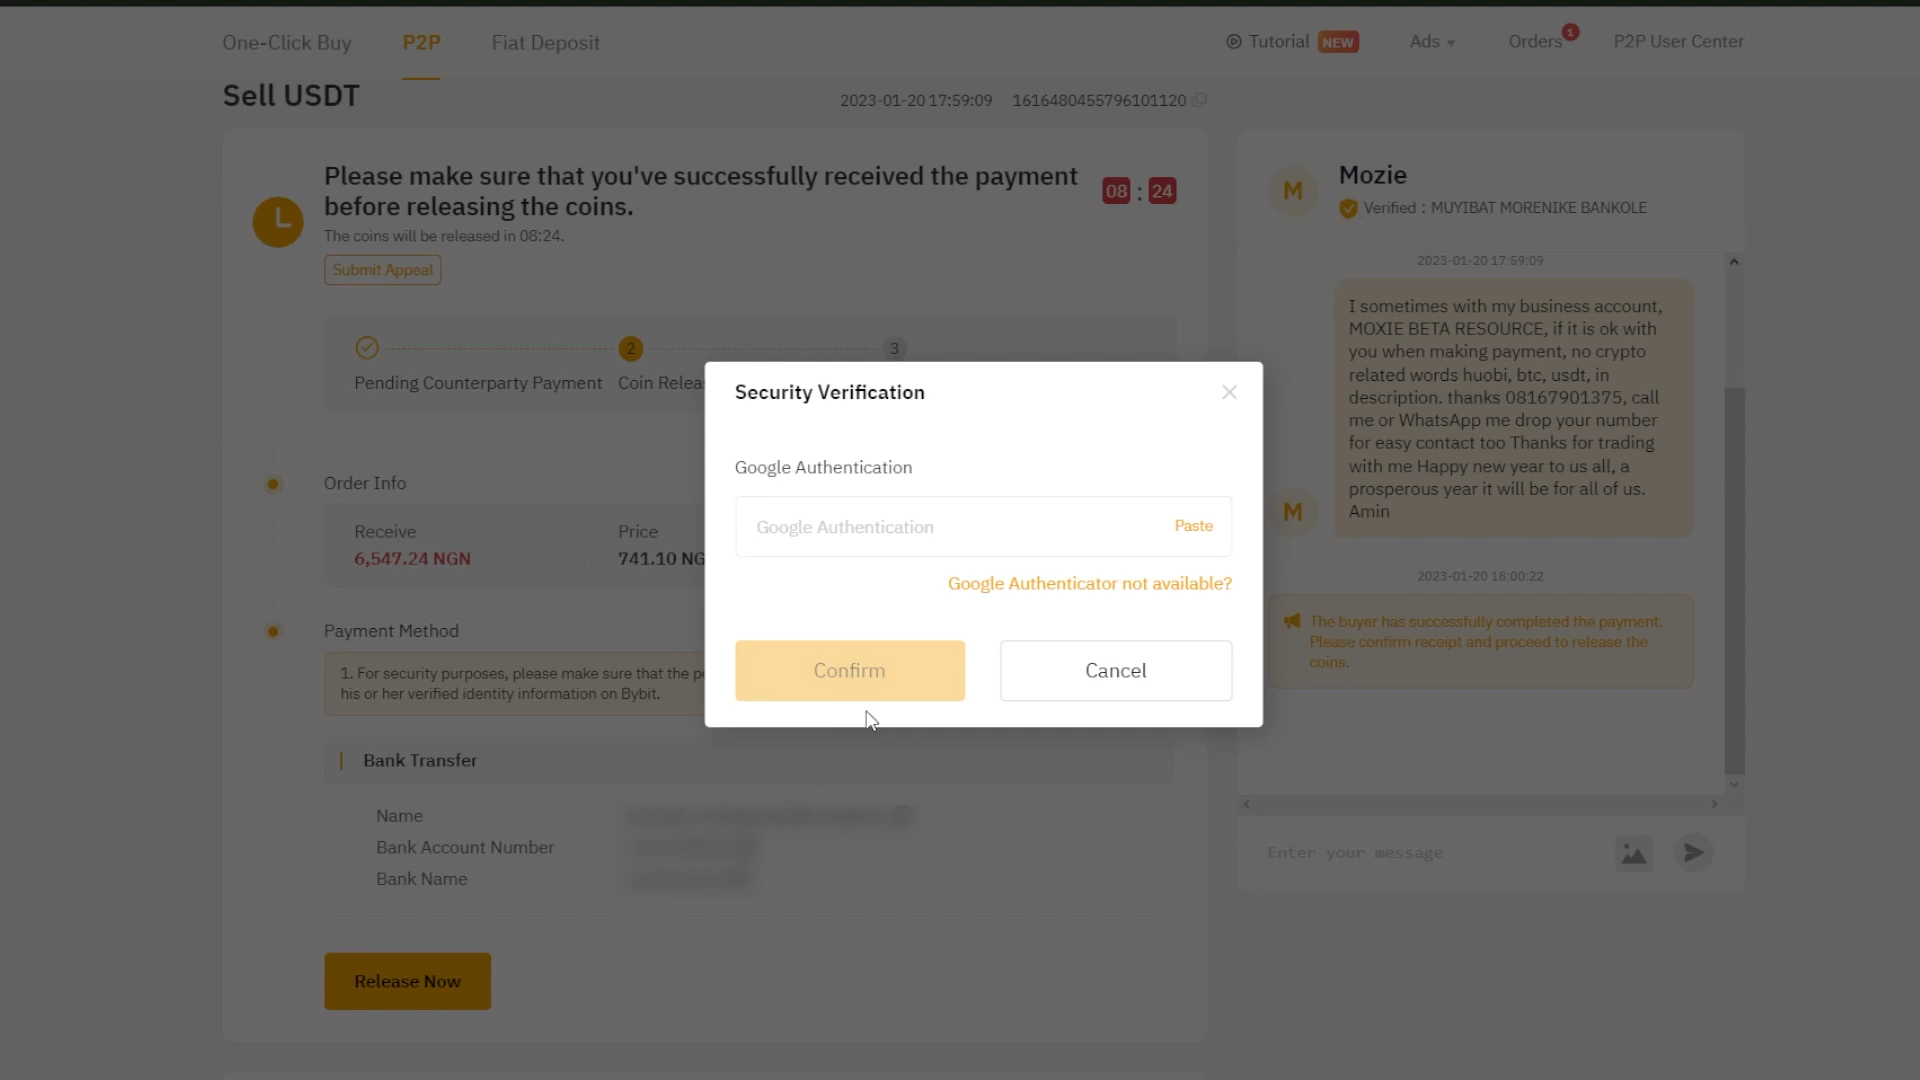 One-Click Buy
P2P
Fiat Deposit
Tutorial
NEW
Ads
Orders
1
P2P User Center
Sell USDT
2023-01-20 17:59:09
1616480455796101120
Please make sure that you've successfully received the payment
before releasing the coins.
08 : 24
The coins will be released in 08:24.
Submit Appeal
2
3
Pending Counterparty Payment
Coin Relea
Order Info
Receive
Price
6,547.24 NGN
741.10 NG
Payment Method
1. For security purposes, please make sure that the p
his or her verified identity information on Bybit.
Bank Transfer
Name
Bank Account Number
Bank Name
Release Now
Security Verification
Google Authentication
Google Authentication
Paste
Google Authenticator not available?
Confirm
Cancel
M
Mozie
Verified : MUYIBAT MORENIKE BANKOLE
2023-01-20 17:59:09
I sometimes with my business account,
MOXIE BETA RESOURCE, if it is ok with
you when making payment, no crypto
related words huobi, btc, usdt, in
description. thanks 08167901375, call
me or WhatsApp me drop your number
for easy contact too Thanks for trading
with me Happy new year to us all, a
prosperous year it will be for all of us.
Amin
M
2023-01-20 18:00:22
The buyer has successfully completed the payment.
Please confirm receipt and proceed to release the
coins.
Enter your message